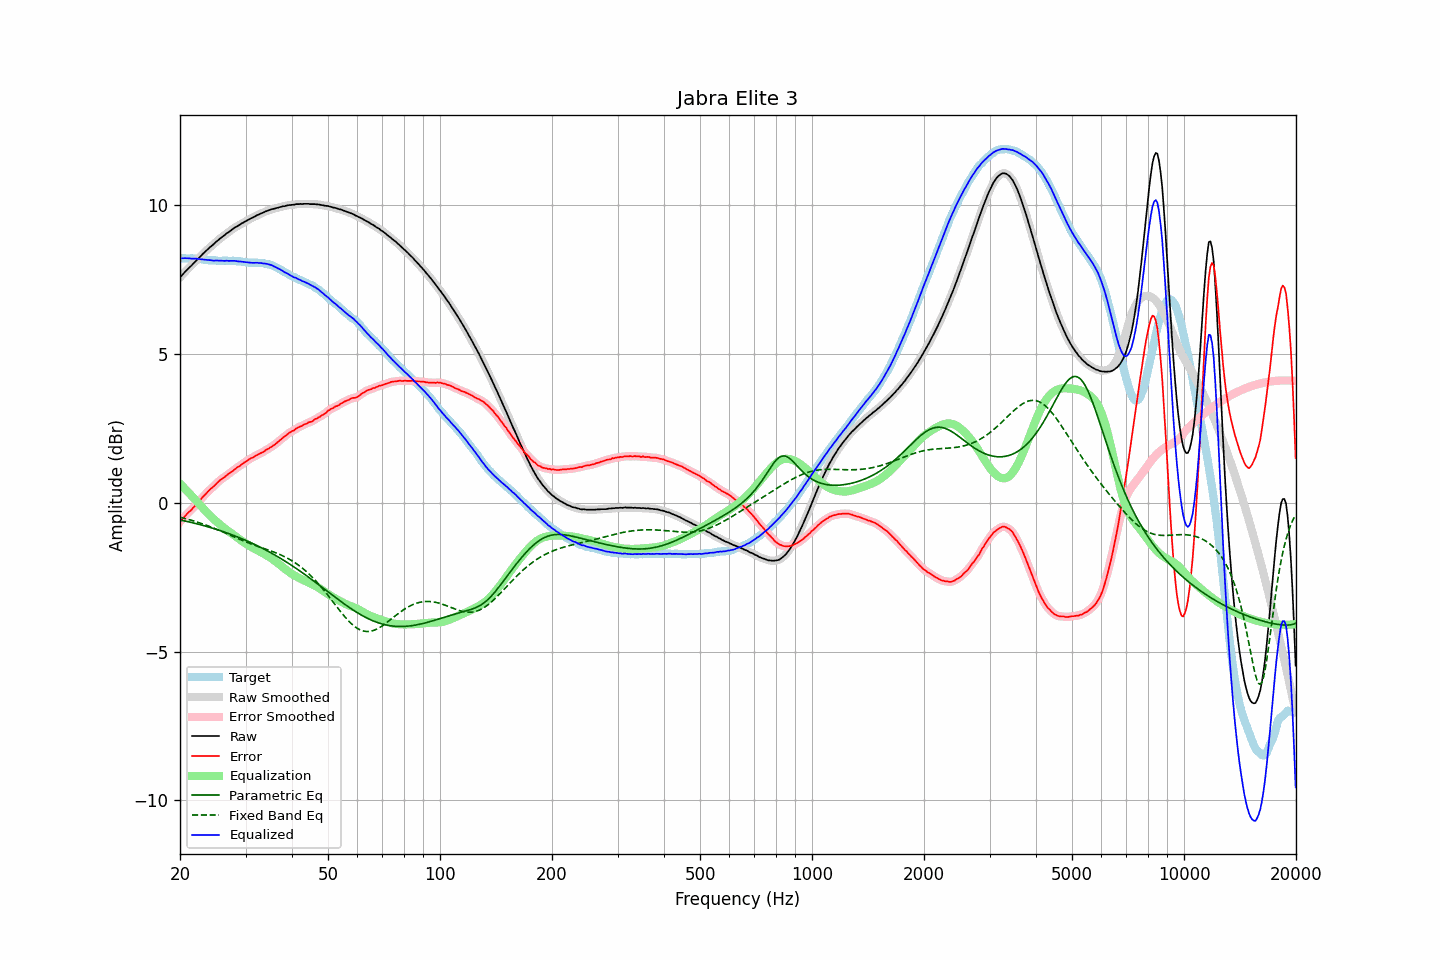 Jabra Elite 3
Amplitude (dBr)
10
5
0
−5
−10
Target
Raw Smoothed
Error Smoothed
Raw
Error
Equalization
Parametric Eq
Fixed Band Eq
Equalized
20 50 100 200 500 1000 2000 5000 10000 20000
Frequency (Hz)